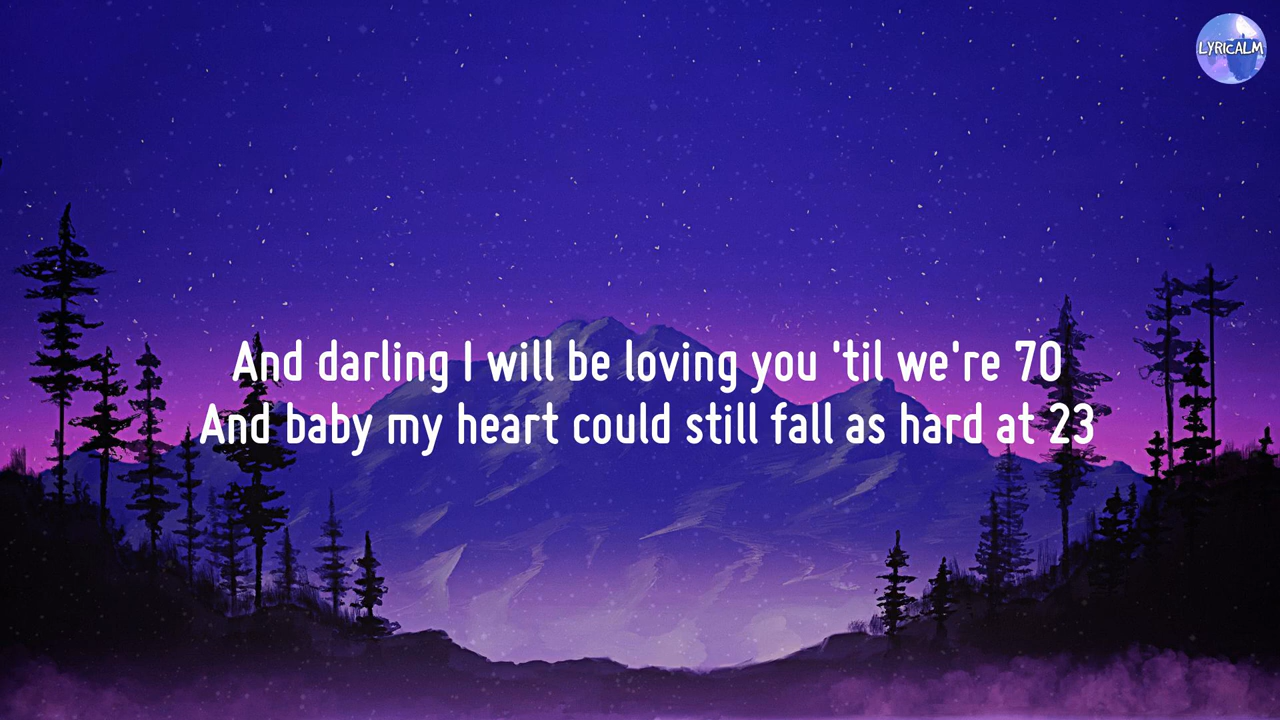 LYRICALM
And darling I will be loving you 'til we're 70
And baby my heart could still fall as hard at 23